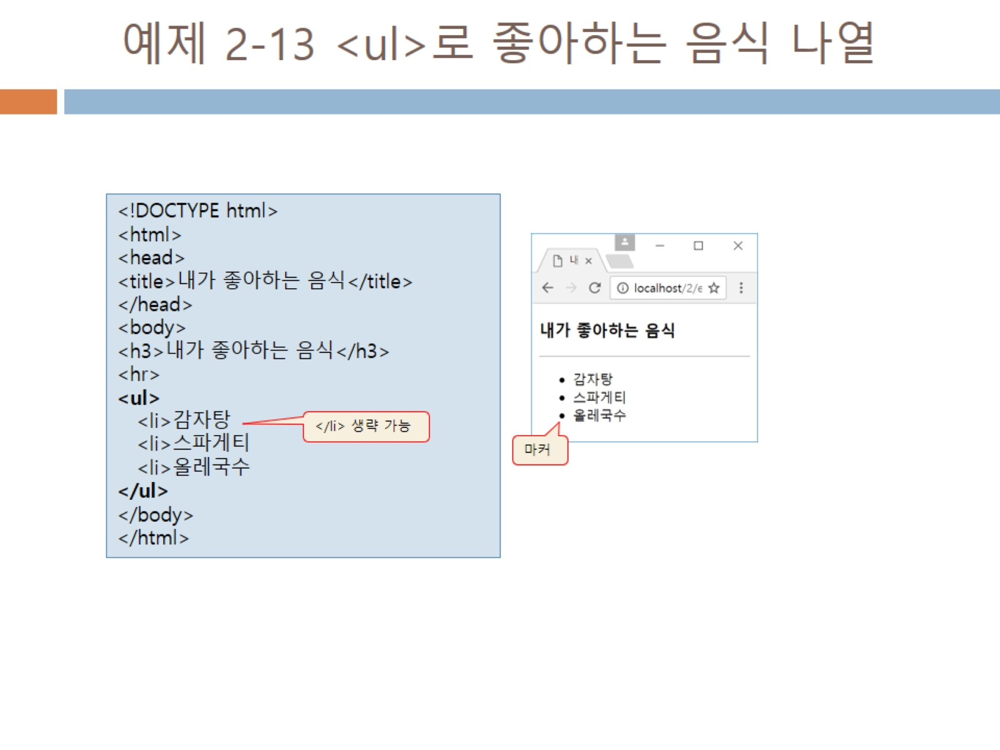 예제 2-13 <ul>로 좋아하는 음식 나열
<!DOCTYPE html>
<html>
<head>
<title>내가 좋아하는 음식</title>
</head>
<body>
<h3>내가 좋아하는 음식</h3>
<hr>
<ul>
<li>감자탕
</li> 생략 가능
<li>스파게티
<li>올레국수
</ul>
</body>
</html>
내
localhost/2/e
내가 좋아하는 음식
• 감자탕
• 스파게티
• 올레국수
마커